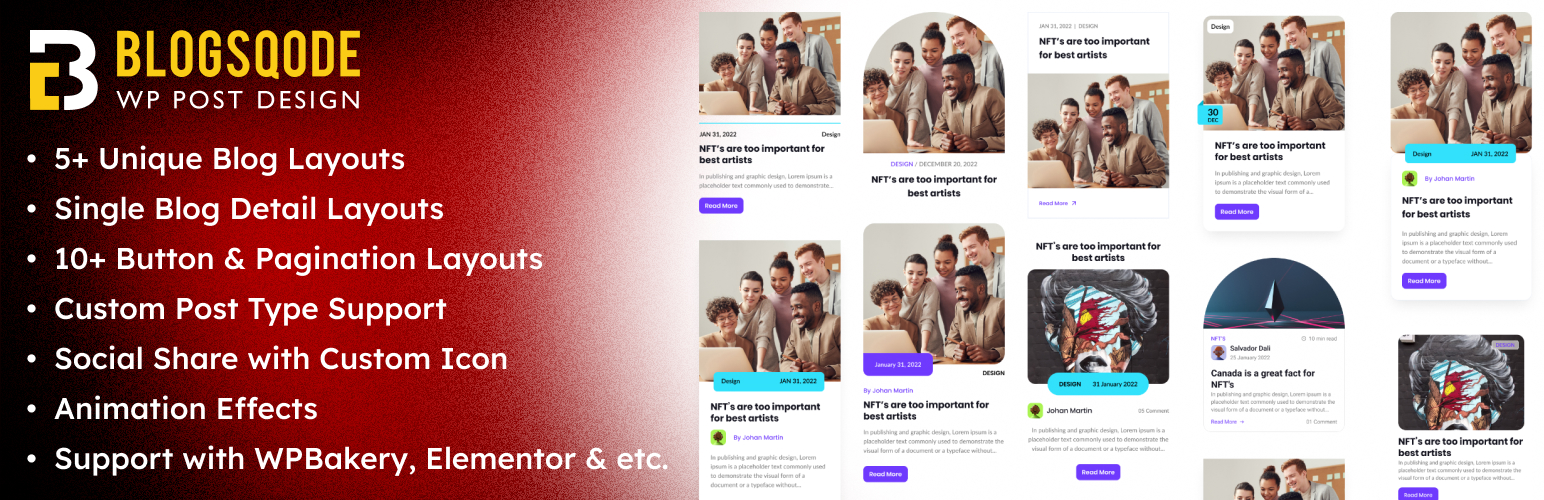 BLOGSQODE
WP POST DESIGN
• 5+ Unique Blog Layouts
• Single Blog Detail Layouts
• 10+ Button & Pagination Layouts
• Custom Post Type Support
• Social Share with Custom Icon
• Animation Effects
• Support with WPBakery, Elementor & etc.
JAN 31, 2022 Design
NFT's are too important for
best artists
In publishing and graphic design, Lorem ipsum is a
placeholder text commonly used to demonstrate...
Read More
Design JAN 31, 2022
NFT's are too important
for best artists
By Johan Martin
In publishing and graphic design, Lorem
ipsum is a placeholder text commonly used
to demonstrate the visual form of a
document or a typeface without...
DESIGN / DECEMBER 20, 2022
NFT's are too important for
best artists
January 31, 2022
DESIGN
By Johan Martin
NFT's are too important for
best artists
In publishing and graphic design, Lorem ipsum is a
placeholder text commonly used to demonstrate the
visual form of a document or a typeface without...
Read More
JAN 31, 2022 | DESIGN
NFT's are too important
for best artists
Read More
NFT's are too important for
best artists
DESIGN 31 January 2022
Johan Martin 25 Comment
In publishing and graphic design, Lorem ipsum is a
placeholder text commonly used to demonstrate the
visual form of a document or a typeface without...
Read More
Design
30
DEC
NFT's are too important
for best artists
In publishing and graphic design, Lorem
ipsum is a placeholder text commonly used
to demonstrate the visual form of a...
Read More
NFT'S 10 min read
Salvador Dali
25 January 2022
Canada is a great fact for
NFT's
In publishing and graphic design, Lorem ipsum is a
placeholder text commonly used to demonstrate the
visual form of a document or a typeface without...
Read More → 31 Comment
Design JAN 31, 2022
By Johan Martin
NFT's are too important
for best artists
In publishing and graphic design, Lorem
ipsum is a placeholder text commonly used
to demonstrate the visual form of a
document or a typeface without...
Read More
DESIGN
NFT's are too important for
best artists
In publishing and graphic design, Lorem ipsum is a
placeholder text commonly used to demonstrate the
visual form of a document or a typeface without...
Read More